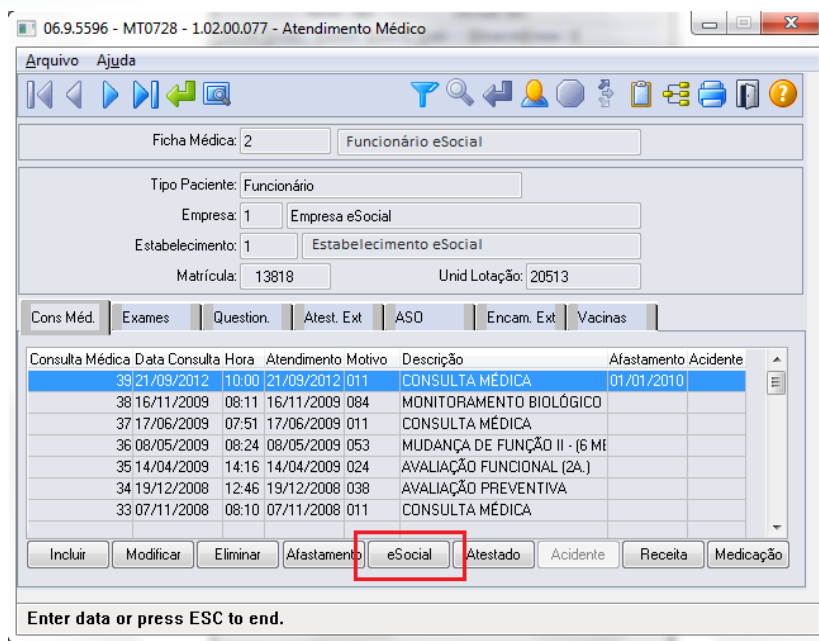 06.9.5596 - MT0728 - 1.02.00.077 - Atendimento Médico
Arquivo Ajuda
Ficha Médica: 2 Funcionário eSocial
Tipo Paciente: Funcionário
Empresa: 1 Empresa eSocial
Estabelecimento: 1 Estabelecimento eSocial
Matrícula: 13818 Unid Lotação: 20513
Cons Méd. Exames Question. Atest. Ext ASO Encam. Ext Vacinas
Consulta Médica Data Consulta Hora Atendimento Motivo Descrição Afastamento Acidente
39 21/09/2012 10:00 21/09/2012 011 CONSULTA MÉDICA 01/01/2010
38 16/11/2009 08:11 16/11/2009 084 MONITORAMENTO BIOLÓGICO
37 17/06/2009 07:51 17/06/2009 011 CONSULTA MÉDICA
36 08/05/2009 08:24 08/05/2009 053 MUDANÇA DE FUNÇÃO II - (6 ME
35 14/04/2009 14:16 14/04/2009 024 AVALIAÇÃO FUNCIONAL (2A.)
34 19/12/2008 12:46 19/12/2008 038 AVALIAÇÃO PREVENTIVA
33 07/11/2008 08:10 07/11/2008 011 CONSULTA MÉDICA
Incluir Modificar Eliminar Afastamento eSocial Atestado Acidente Receita Medicação
Enter data or press ESC to end.